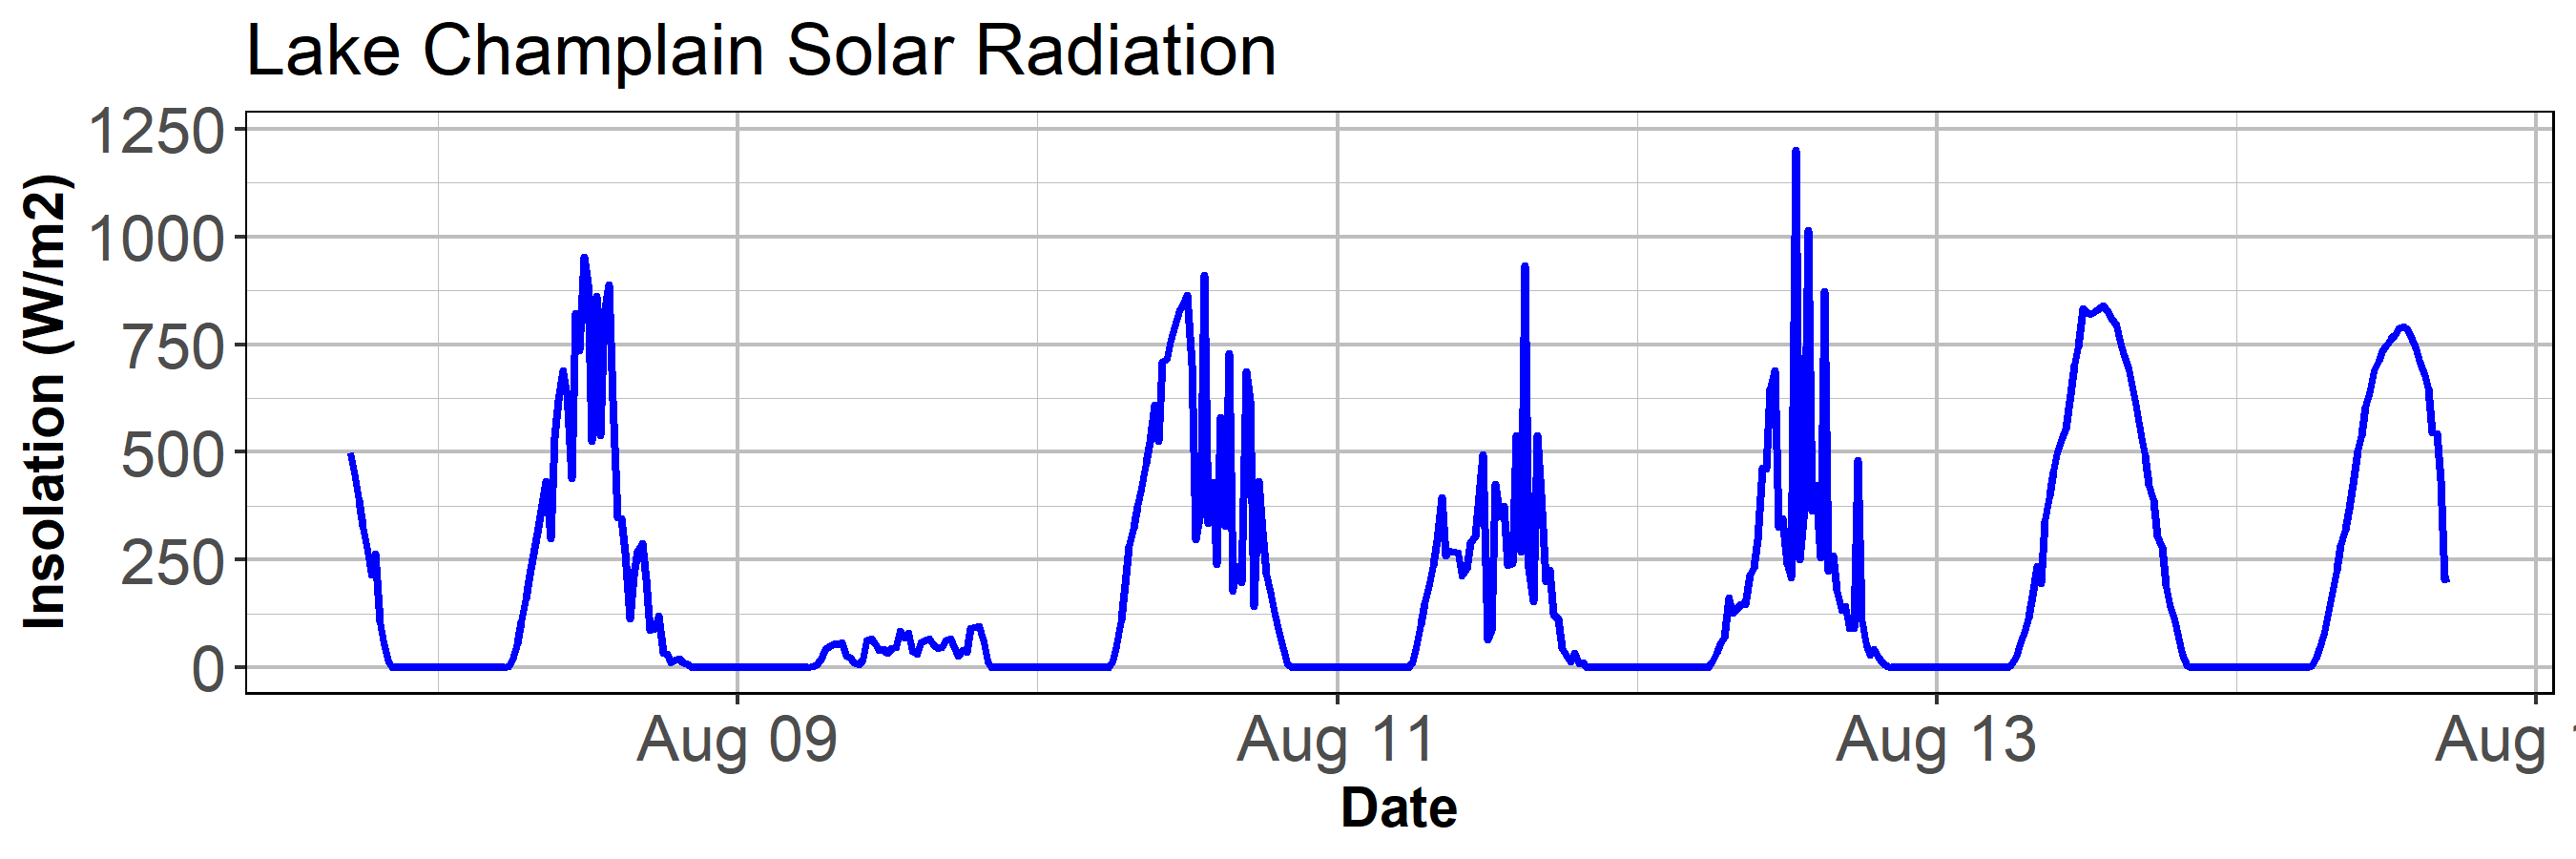 Lake Champlain Solar Radiation
1250
1000
750
500
250
0
Insolation (W/m2)
Aug 09 Aug 11 Aug 13 Aug
Date